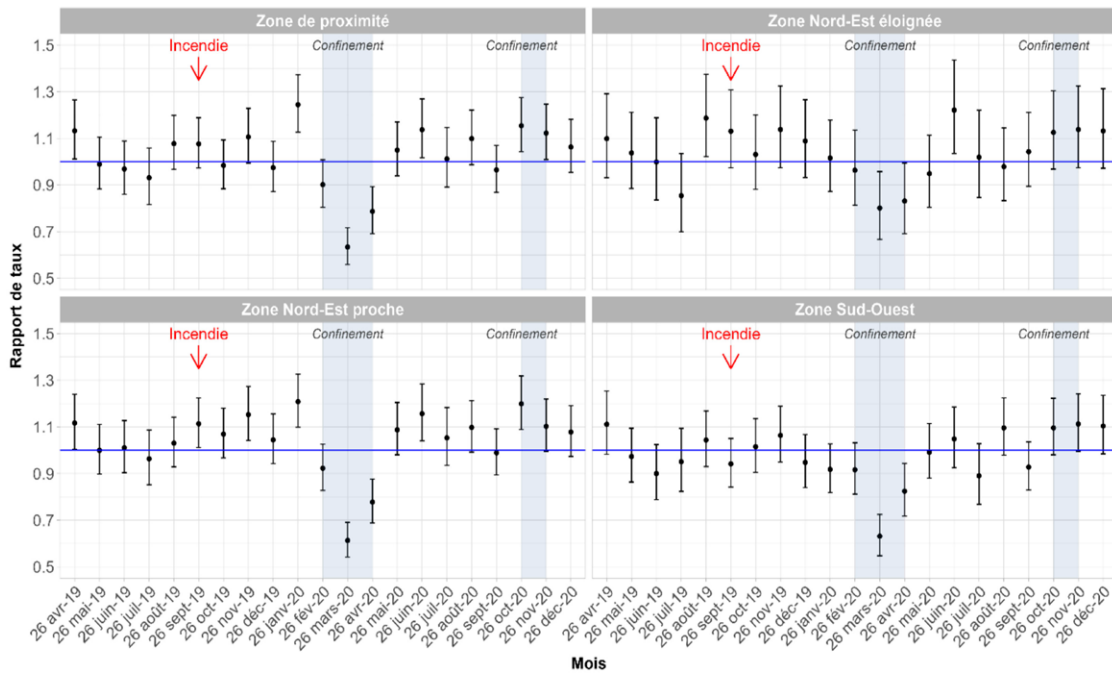 Zone de proximité
Zone Nord-Est éloignée
Incendie
Confinement
Confinement
Incendie
Confinement
Confinement
1.5
1.3
1.1
0.9
0.7
0.5
Zone Nord-Est proche
Zone Sud-Ouest
Incendie
Confinement
Confinement
Incendie
Confinement
Confinement
1.5
1.3
1.1
0.9
0.7
0.5
Rapport de taux
26 avr-19
26 mai-19
26 juin-19
26 juil-19
26 août-19
26 sept-19
26 oct-19
26 nov-19
26 déc-19
26 janv-20
26 fév-20
26 mars-20
26 avr-20
26 mai-20
26 juin-20
26 juil-20
26 août-20
26 sept-20
26 oct-20
26 nov-20
26 déc-20
26 avr-19
26 mai-19
26 juin-19
26 juil-19
26 août-19
26 sept-19
26 oct-19
26 nov-19
26 déc-19
26 janv-20
26 fév-20
26 mars-20
26 avr-20
26 mai-20
26 juin-20
26 juil-20
26 août-20
26 sept-20
26 oct-20
26 nov-20
26 déc-20
Mois